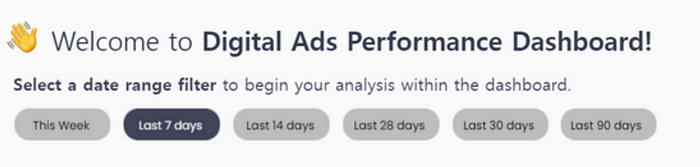 👋 Welcome to Digital Ads Performance Dashboard!
Select a date range filter to begin your analysis within the dashboard.
This Week Last 7 days Last 14 days Last 28 days Last 30 days Last 90 days